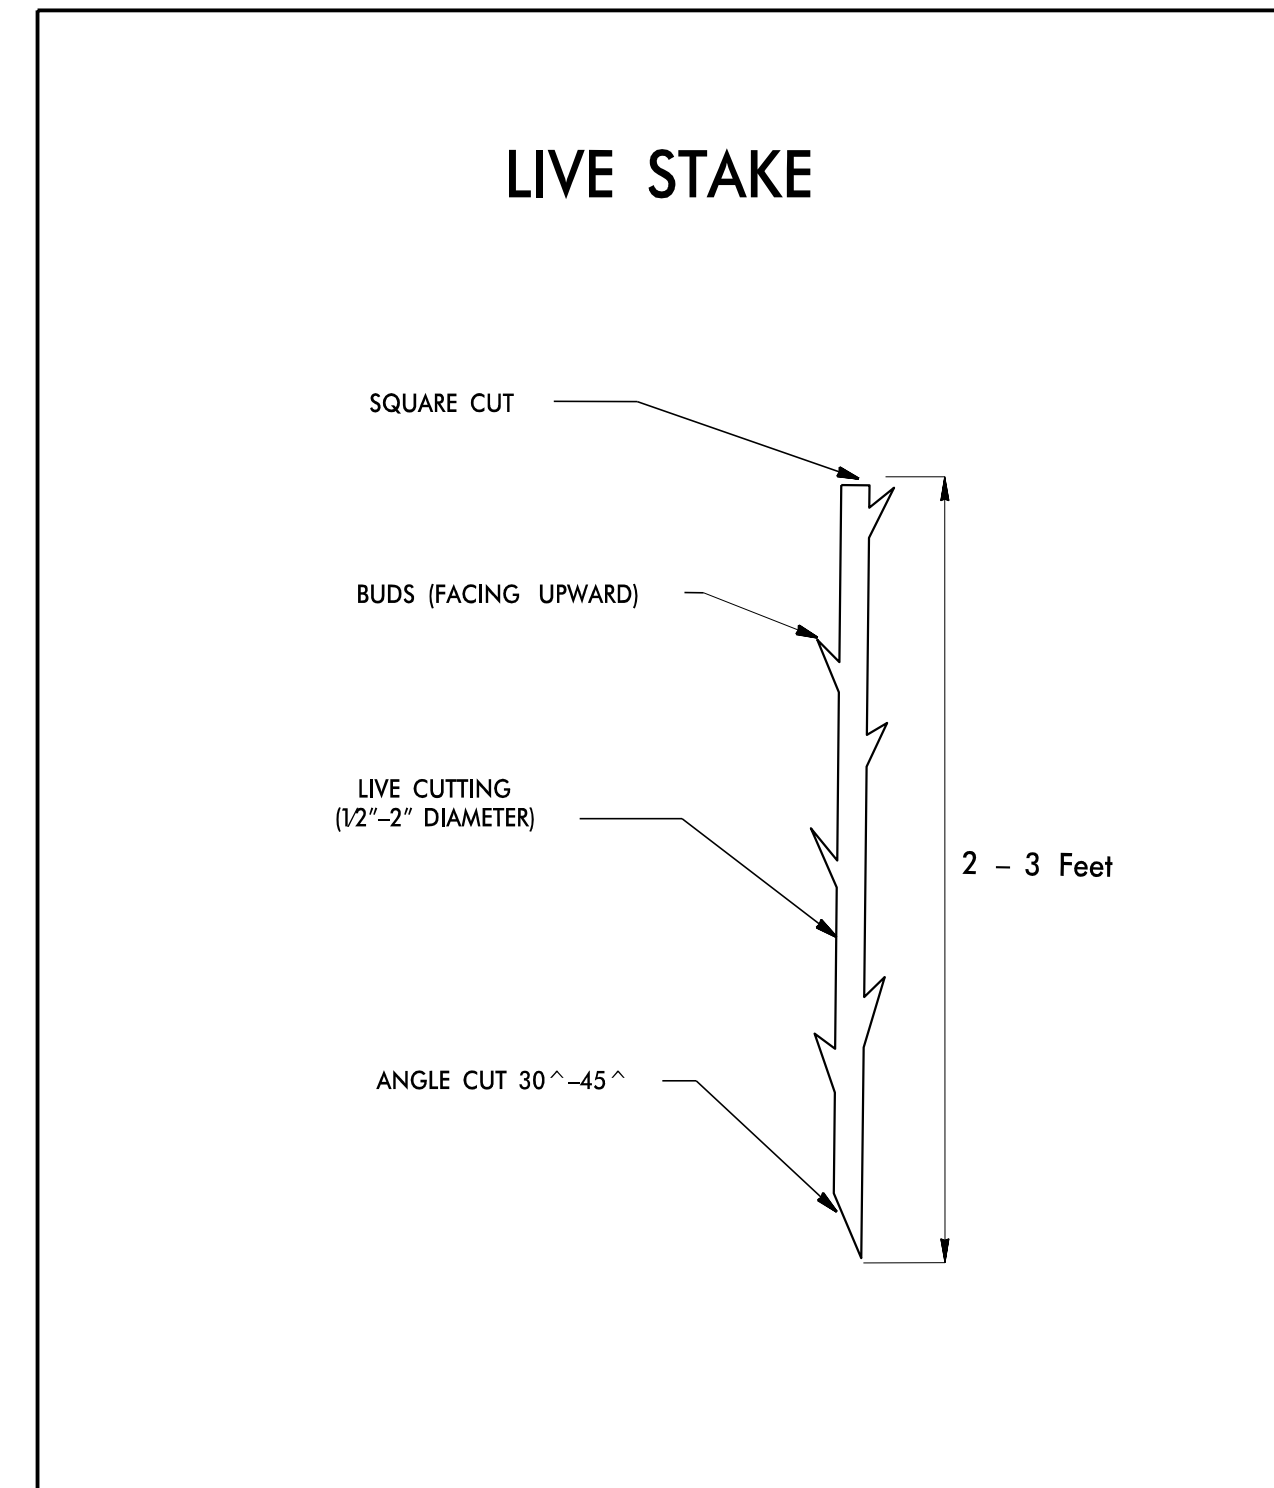 LIVE STAKE
SQUARE CUT
BUDS (FACING UPWARD)
LIVE CUTTING
(1/2"–2" DIAMETER)
2 – 3 Feet
ANGLE CUT 30^–45^